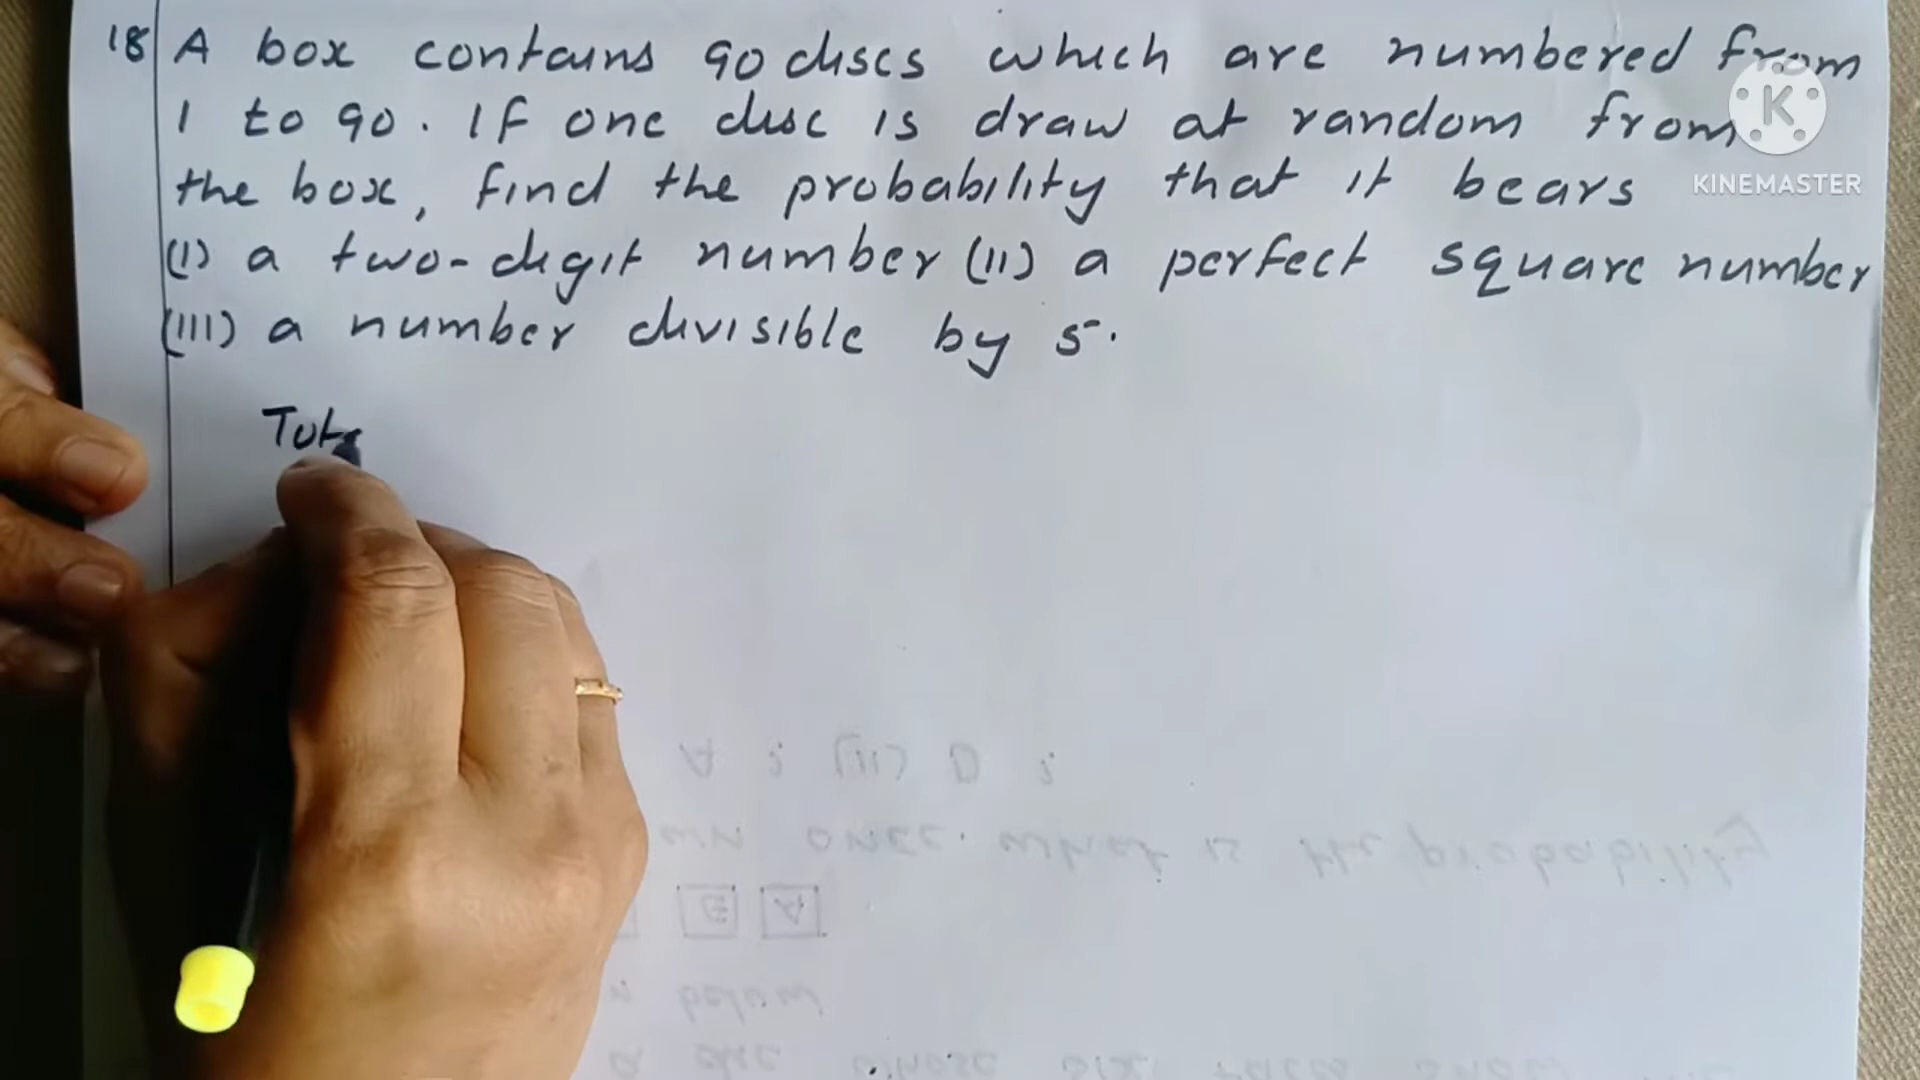 18 A box contains 90 discs which are numbered from
1 to 90. If one disc is draw at random from
the box, find the probability that it bears
(I) a two-digit number (II) a perfect square number
(III) a number divisible by 5.
K
KINEMASTER